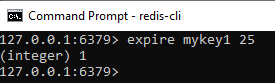 Command Prompt - redis-cli
127.0.0.1:6379> expire mykey1 25
(integer) 1
127.0.0.1:6379>